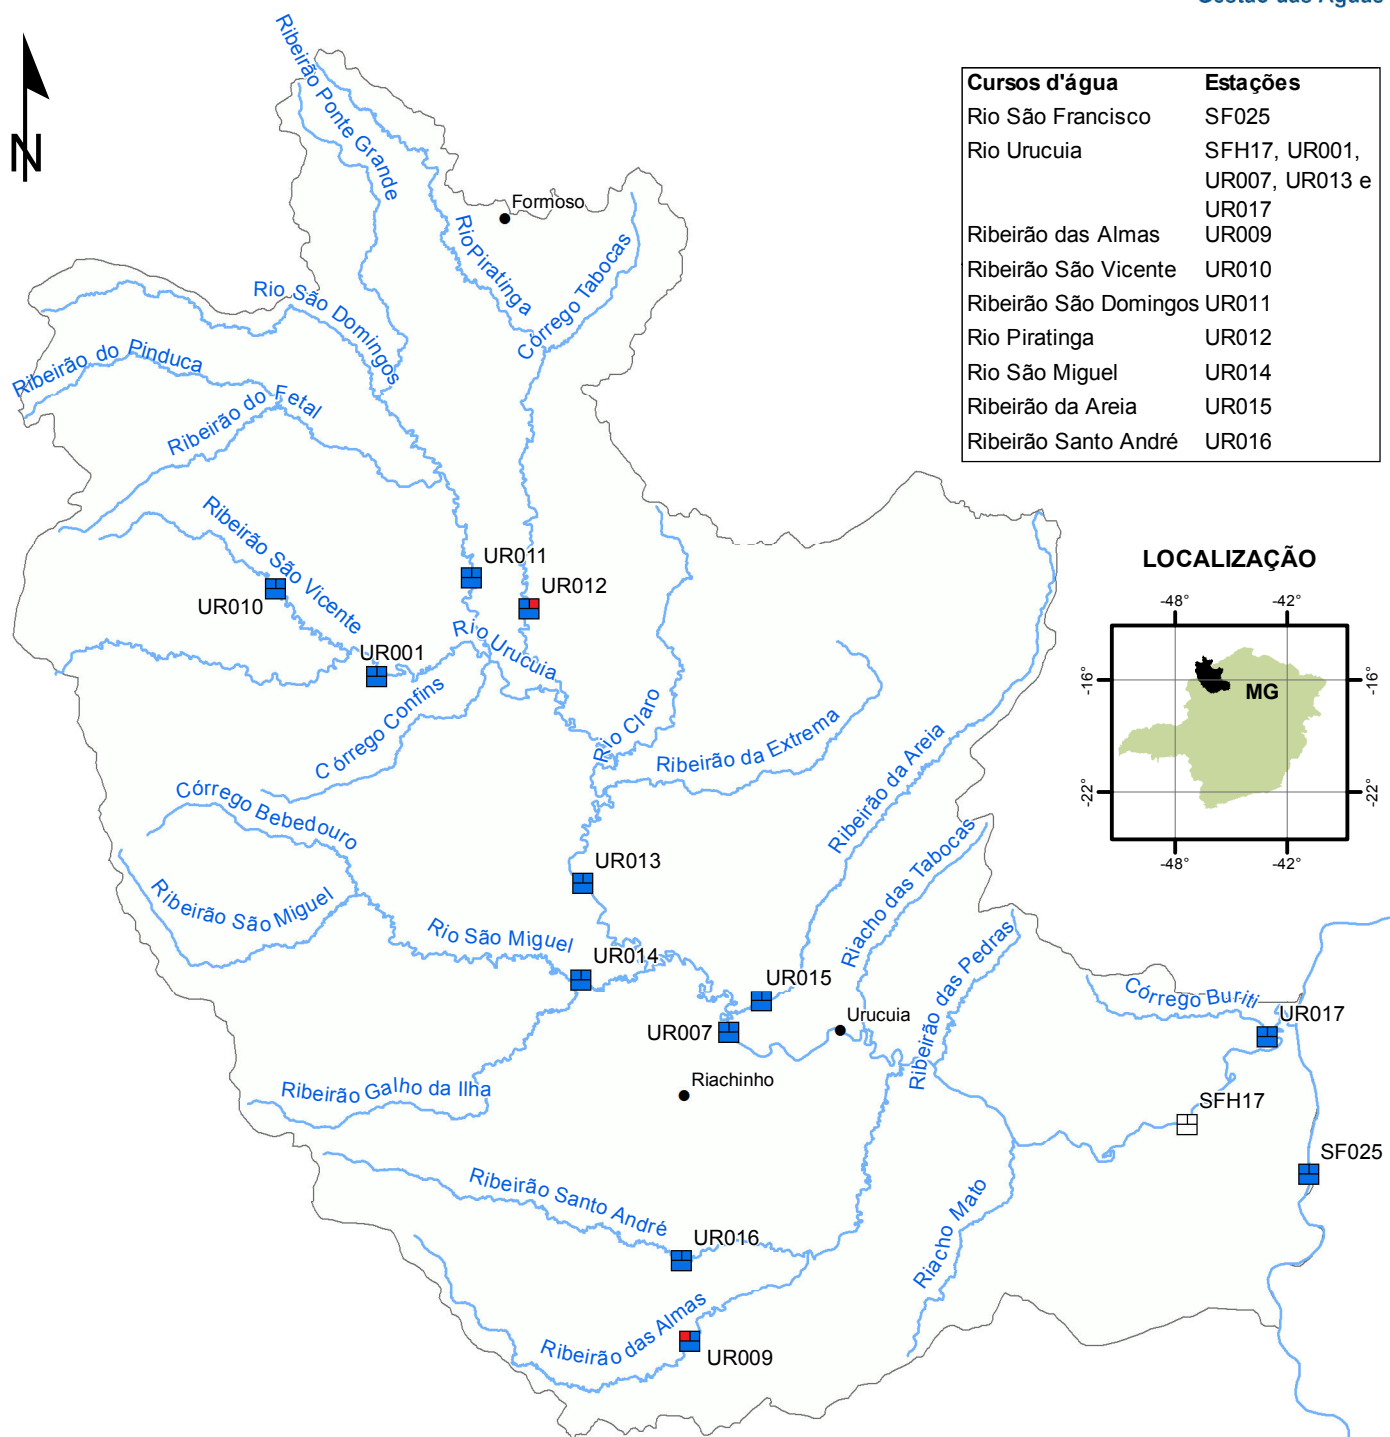 Gestão das Águas
N
Cursos d'água Estações
Rio São Francisco SF025
Rio Urucuia SFH17, UR001,
UR007, UR013 e
UR017
Ribeirão das Almas UR009
Ribeirão São Vicente UR010
Ribeirão São Domingos UR011
Rio Piratinga UR012
Rio São Miguel UR014
Ribeirão da Areia UR015
Ribeirão Santo André UR016
Ribeirão Ponte Grande
Formoso
Rio Piratinga
Córrego Tabocas
Rio São Domingos
Ribeirão do Pinduca
Ribeirão do Fetal
Ribeirão São Vicente
UR011
UR012
UR010
UR001
Rio Urucuia
Córrego Confins
Rio Claro
Ribeirão da Extrema
Ribeirão da Areia
LOCALIZAÇÃO
-48° -42°
-16° -16°
MG
-22° -22°
-48° -42°
Córrego Bebedouro
Ribeirão São Miguel
UR013
Riacho das Tabocas
Rio São Miguel
UR014
UR015
Ribeirão das Pedras
Córrego Buriti
UR017
Urucuia
UR007
Riachinho
Ribeirão Galho da Ilha
SFH17
SF025
Ribeirão Santo André
UR016
Riacho Mato
Ribeirão das Almas
UR009